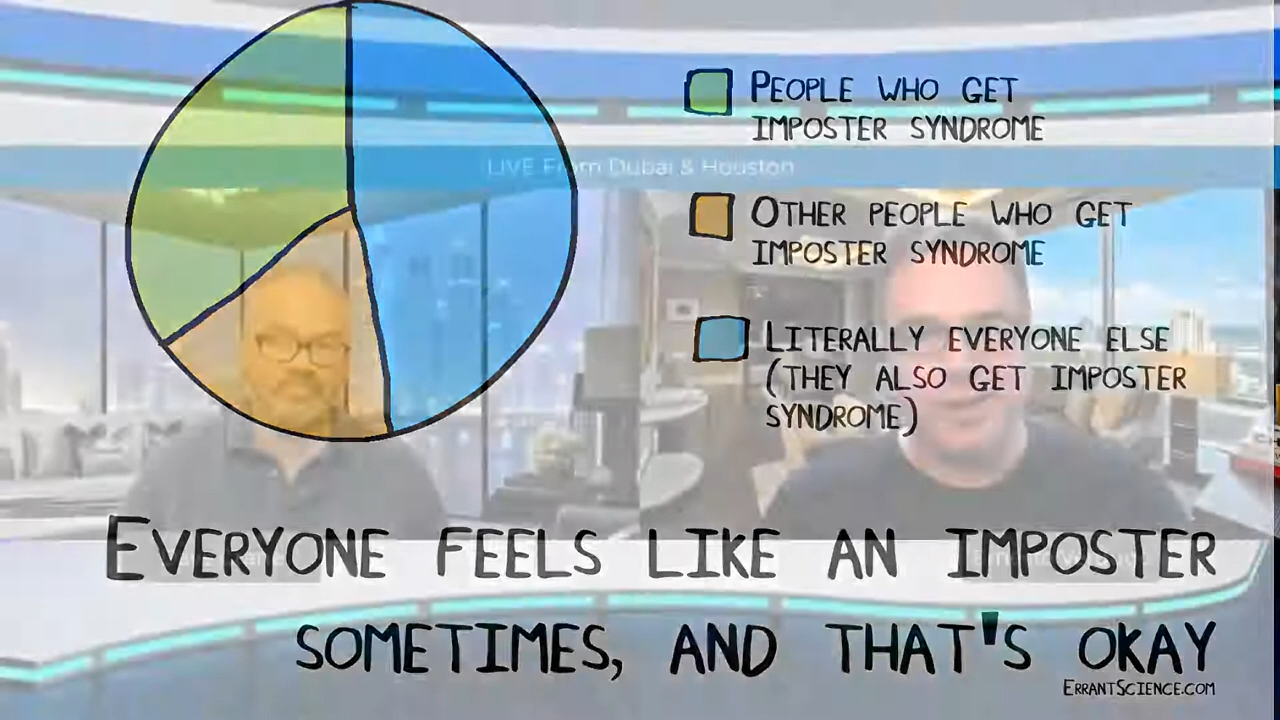 PEOPLE WHO GET
IMPOSTER SYNDROME
LIVE From Dubai & Houston
OTHER PEOPLE WHO GET
IMPOSTER SYNDROME
LITERALLY EVERYONE ELSE
(THEY ALSO GET IMPOSTER
SYNDROME)
EVERYONE FEELS LIKE AN IMPOSTER
SOMETIMES, AND THAT'S OKAY
ERRANTSCIENCE.COM